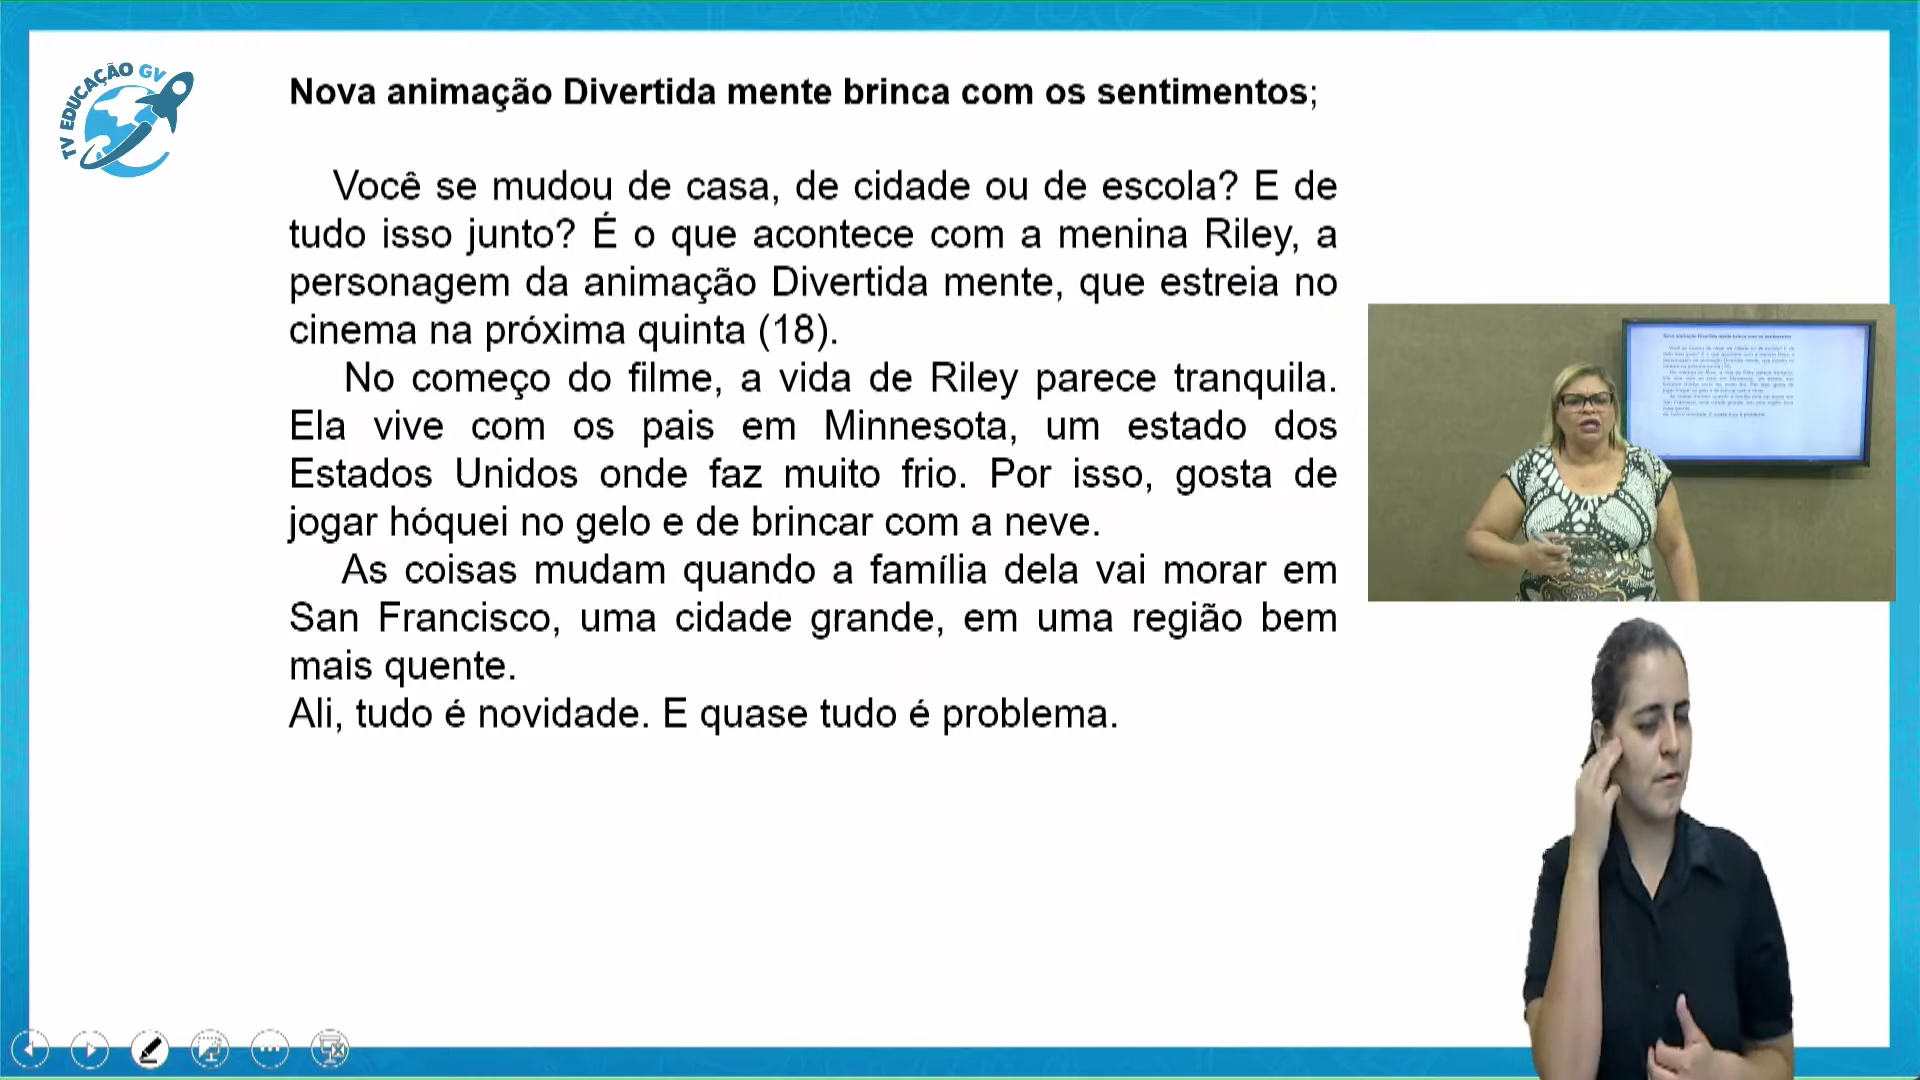 TV EDUCAÇÃO GV
Nova animação Divertida mente brinca com os sentimentos;
Você se mudou de casa, de cidade ou de escola? E de
tudo isso junto? É o que acontece com a menina Riley, a
personagem da animação Divertida mente, que estreia no
cinema na próxima quinta (18).
No começo do filme, a vida de Riley parece tranquila.
Ela vive com os pais em Minnesota, um estado dos
Estados Unidos onde faz muito frio. Por isso, gosta de
jogar hóquei no gelo e de brincar com a neve.
As coisas mudam quando a família dela vai morar em
San Francisco, uma cidade grande, em uma região bem
mais quente.
Ali, tudo é novidade. E quase tudo é problema.